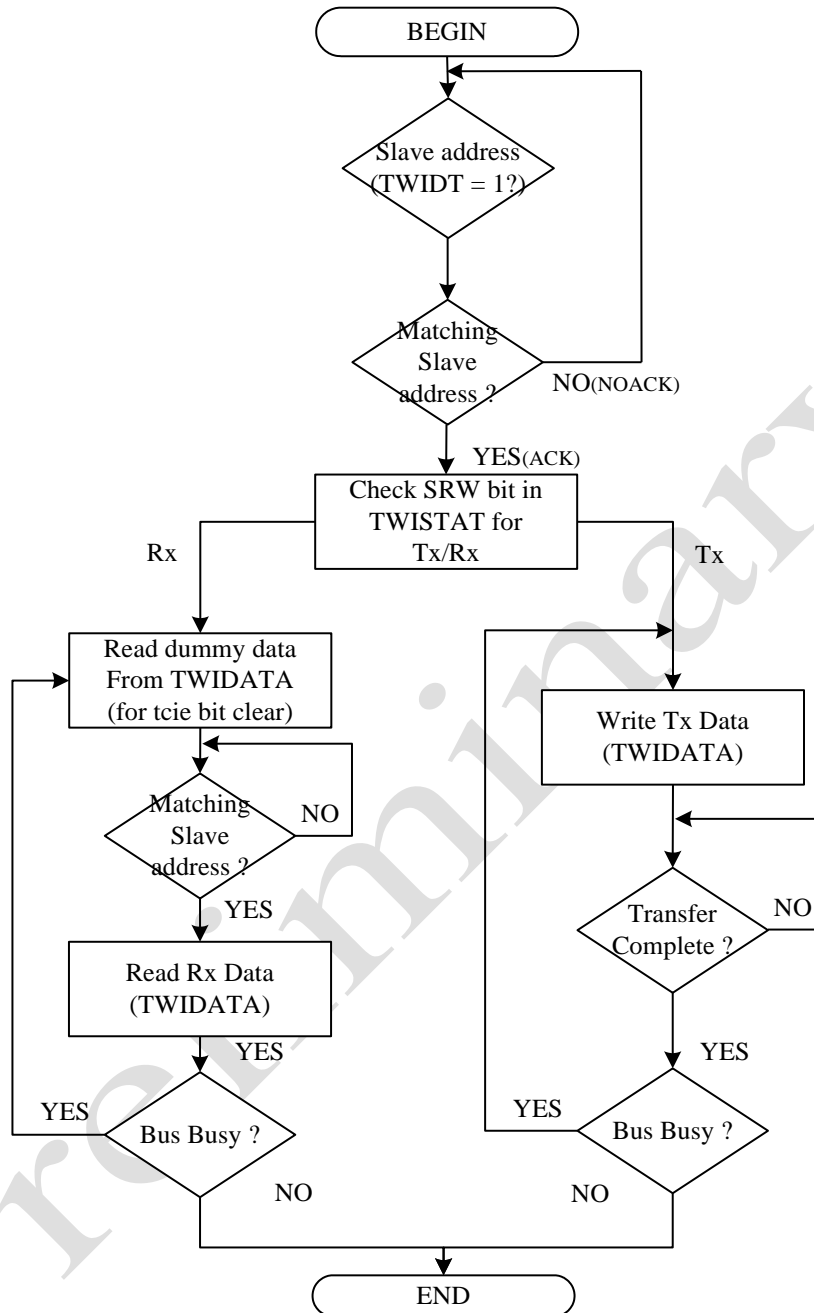 BEGIN
Slave address
(TWIDT = 1?)
Matching
Slave
address ?
NO(NOACK)
YES(ACK)
Check SRW bit in
TWISTAT for
Tx/Rx
Rx
Tx
Read dummy data
From TWIDATA
(for tcie bit clear)
Write Tx Data
(TWIDATA)
Matching
Slave
address ?
NO
YES
Transfer
Complete ?
NO
Read Rx Data
(TWIDATA)
YES
YES
YES
Bus Busy ?
YES
Bus Busy ?
NO
NO
END
reliminary